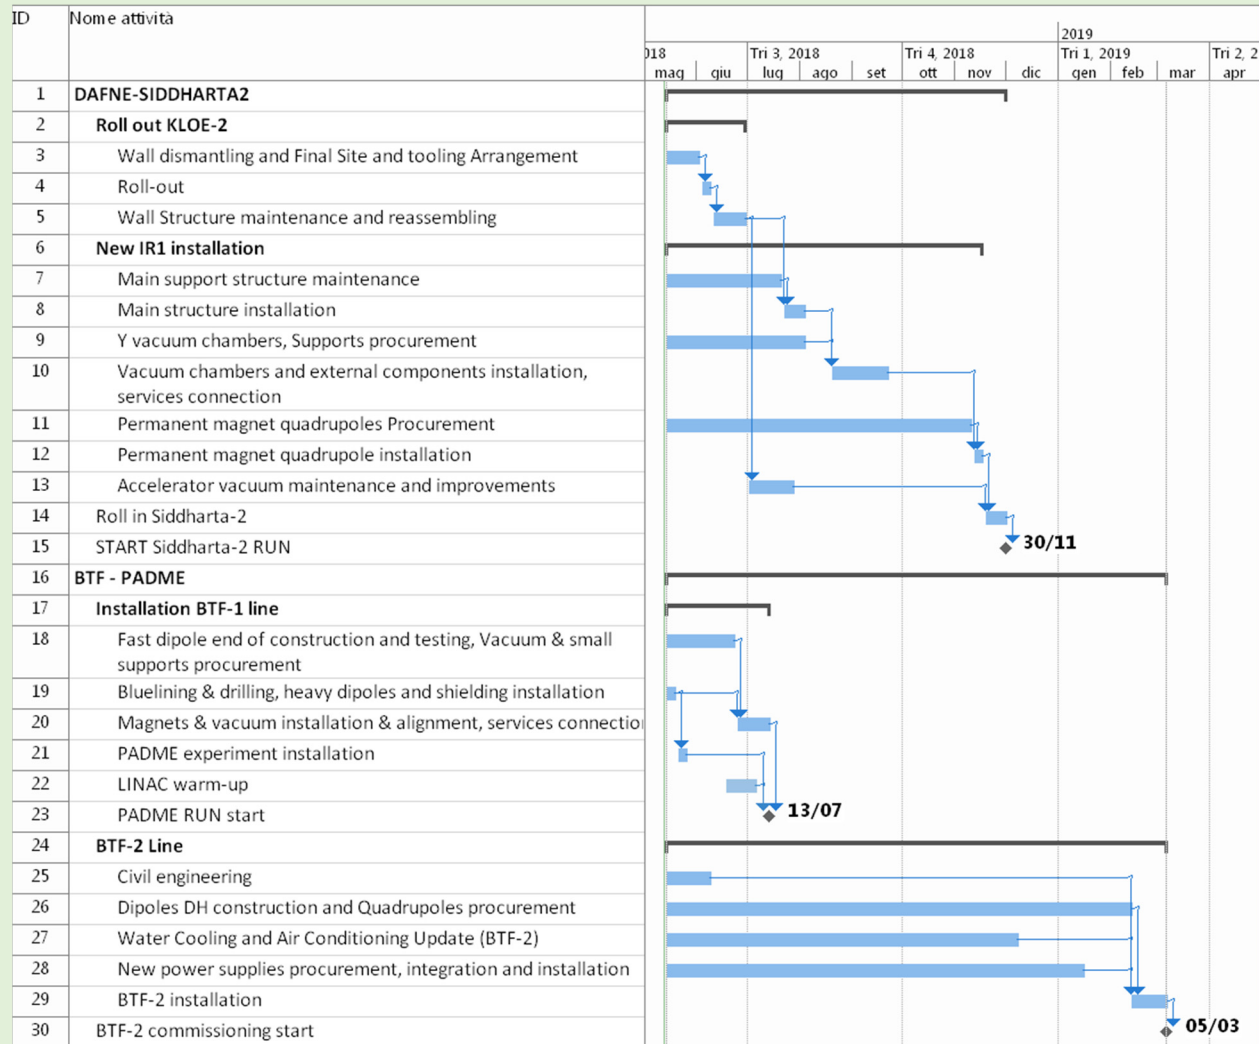 ID Nome attività
2019
018 Tri 3, 2018 Tri 4, 2018 Tri 1, 2019 Tri 2, 2
mag giu lug ago set ott nov dic gen feb mar apr
1 DAFNE-SIDDHARTA2
2 Roll out KLOE-2
3 Wall dismantling and Final Site and tooling Arrangement
4 Roll-out
5 Wall Structure maintenance and reassembling
6 New IR1 installation
7 Main support structure maintenance
8 Main structure installation
9 Y vacuum chambers, Supports procurement
10 Vacuum chambers and external components installation,
services connection
11 Permanent magnet quadrupoles Procurement
12 Permanent magnet quadrupole installation
13 Accelerator vacuum maintenance and improvements
14 Roll in Siddharta-2
15 START Siddharta-2 RUN 30/11
16 BTF - PADME
17 Installation BTF-1 line
18 Fast dipole end of construction and testing, Vacuum & small
supports procurement
19 Bluelining & drilling, heavy dipoles and shielding installation
20 Magnets & vacuum installation & alignment, services connectio
21 PADME experiment installation
22 LINAC warm-up
23 PADME RUN start 13/07
24 BTF-2 Line
25 Civil engineering
26 Dipoles DH construction and Quadrupoles procurement
27 Water Cooling and Air Conditioning Update (BTF-2)
28 New power supplies procurement, integration and installation
29 BTF-2 installation
30 BTF-2 commissioning start 05/03